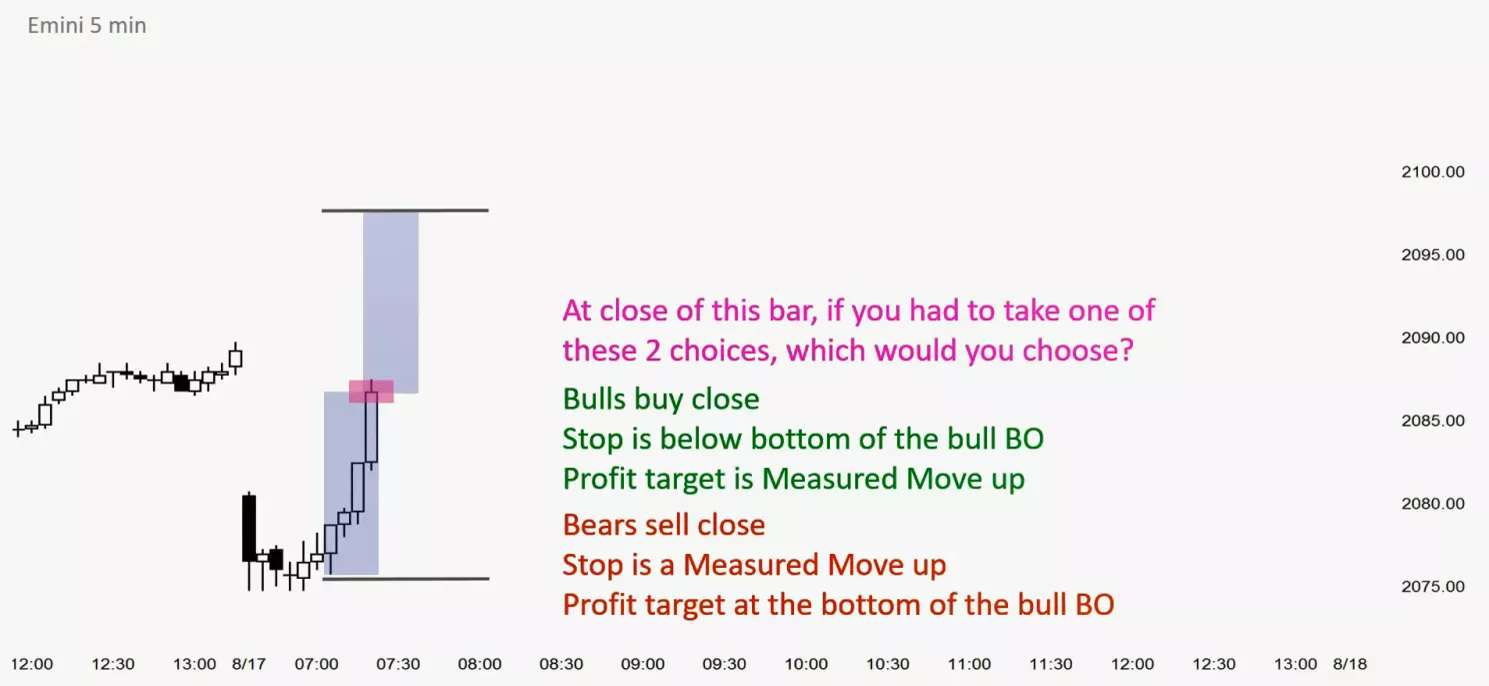 Emini 5 min
2100.00
2095.00
At close of this bar, if you had to take one of
these 2 choices, which would you choose?
2090.00
Bulls buy close
2085.00
Stop is below bottom of the bull BO
Profit target is Measured Move up
2080.00
Bears sell close
Stop is a Measured Move up
2075.00
Profit target at the bottom of the bull BO
12:00 12:30 13:00 8/17 07:00 07:30 08:00 08:30 09:00 09:30 10:00 10:30 11:00 11:30 12:00 12:30 13:00 8/18